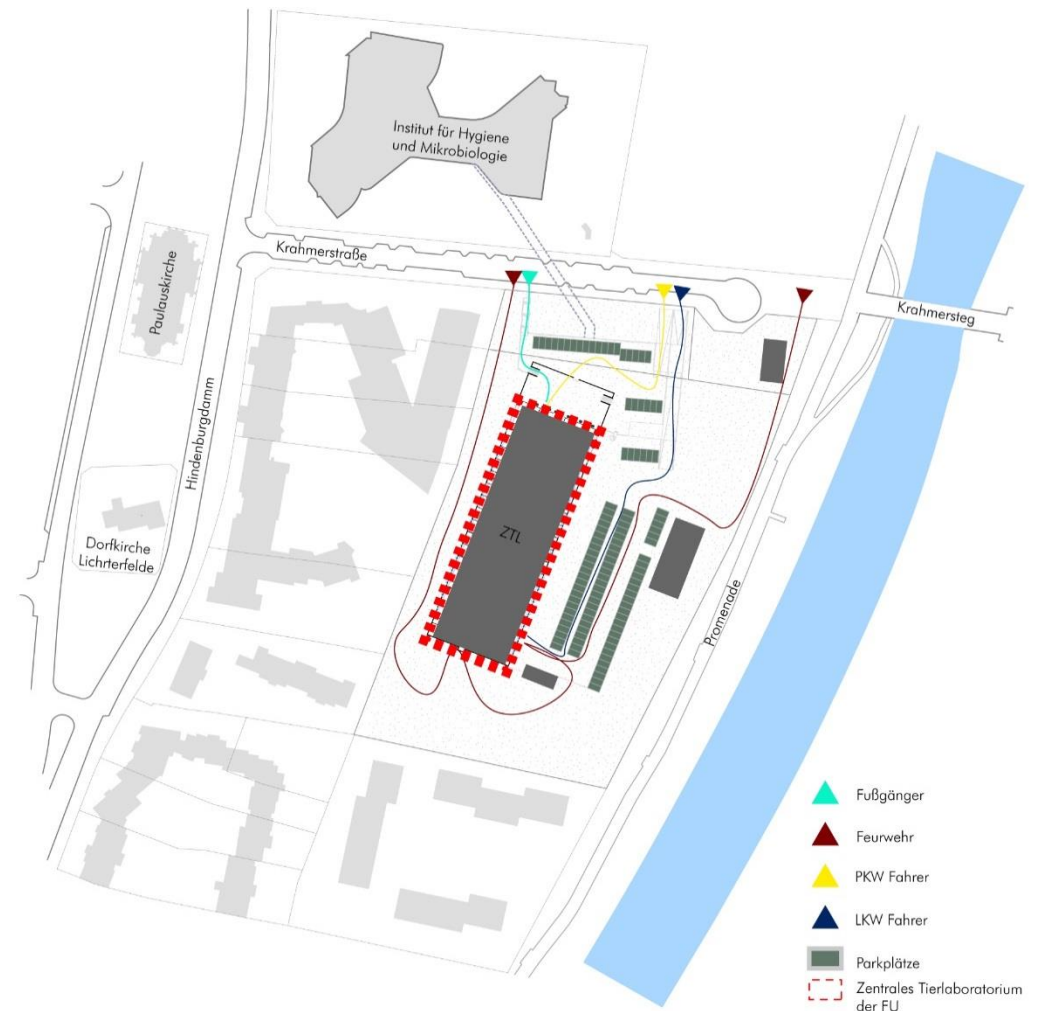 Institut für Hygiene
und Mikrobiologie
Krahmerstraße
Paulauskirche
Krahmersteg
Hindenburgdamm
ZTL
Dorfkirche
Lichrterfelde
Promenade
Fußgänger
Feurwehr
PKW Fahrer
LKW Fahrer
Parkplätze
Zentrales Tierlaboratorium
der FU